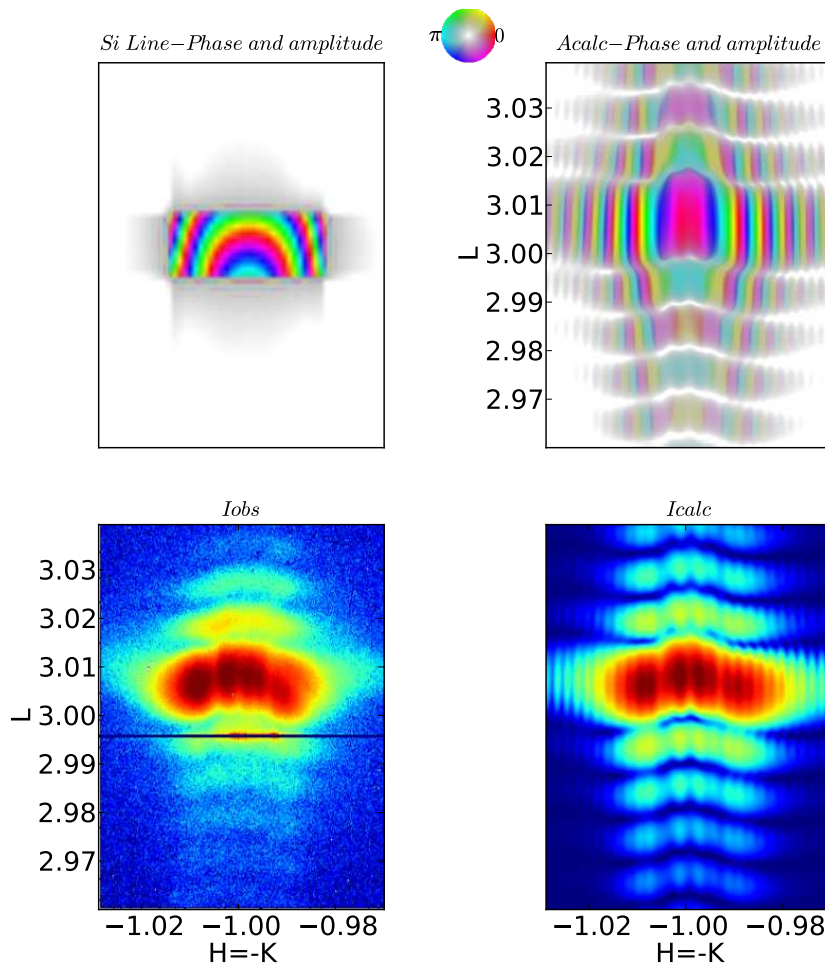 Si Line−Phase and amplitude
π 0
Acalc−Phase and amplitude
3.03
3.02
3.01
3.00
2.99
2.98
2.97
L
Iobs
Icalc
3.03
3.02
3.01
3.00
2.99
2.98
2.97
L
−1.02 −1.00 −0.98
H=-K
−1.02 −1.00 −0.98
H=-K